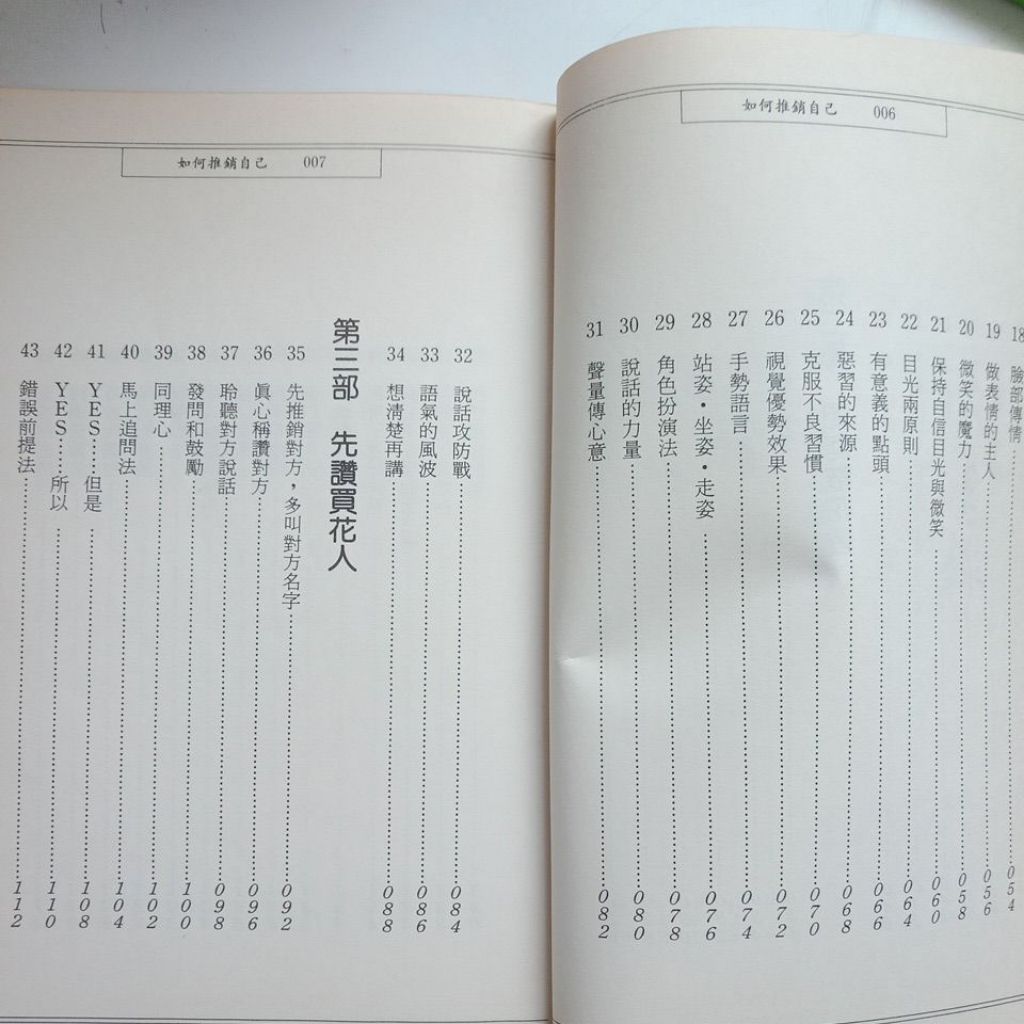 如何推銷自己 006
18 臉部傳情 054
19 做表情的主人 056
20 微笑的魔力 058
21 保持自信目光與微笑 060
22 目光兩原則 064
23 有意義的點頭 066
24 惡習的來源 068
25 克服不良習慣 070
26 視覺優勢效果 072
27 手勢語言 074
28 站姿・坐姿・走姿 076
29 角色扮演法 078
30 說話的力量 080
31 聲量傳心意 082
如何推銷自己 007
32 說話攻防戰 084
33 語氣的風波 086
34 想清楚再講 088
第三部 先讚買花人
35 先推銷對方，多叫對方名字 092
36 眞心稱讚對方 096
37 聆聽對方說話 098
38 發問和鼓勵 100
39 同理心 102
40 馬上追問法 104
41 YES……但是 108
42 YES……所以 110
43 錯誤前提法 112